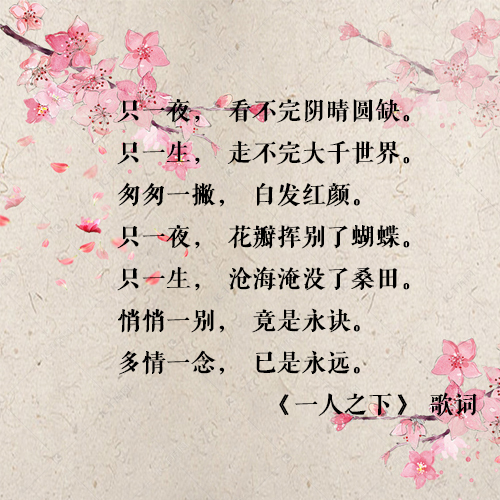 只一夜， 看不完阴晴圆缺。
只一生， 走不完大千世界。
匆匆一撇， 白发红颜。
只一夜， 花瓣挥别了蝴蝶。
只一生， 沧海淹没了桑田。
悄悄一别， 竟是永诀。
多情一念， 已是永远。
《一人之下》 歌词